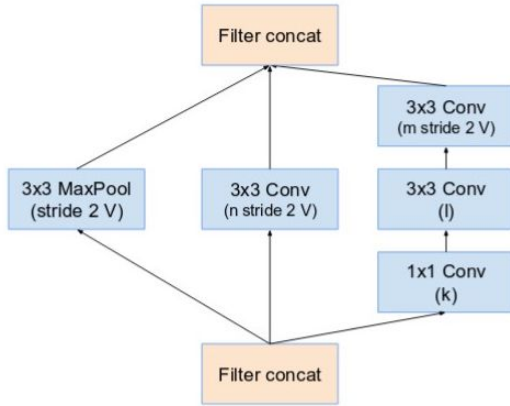 Filter concat
3x3 Conv
(m stride 2 V)
3x3 MaxPool
(stride 2 V)
3x3 Conv
(n stride 2 V)
3x3 Conv
(l)
1x1 Conv
(k)
Filter concat